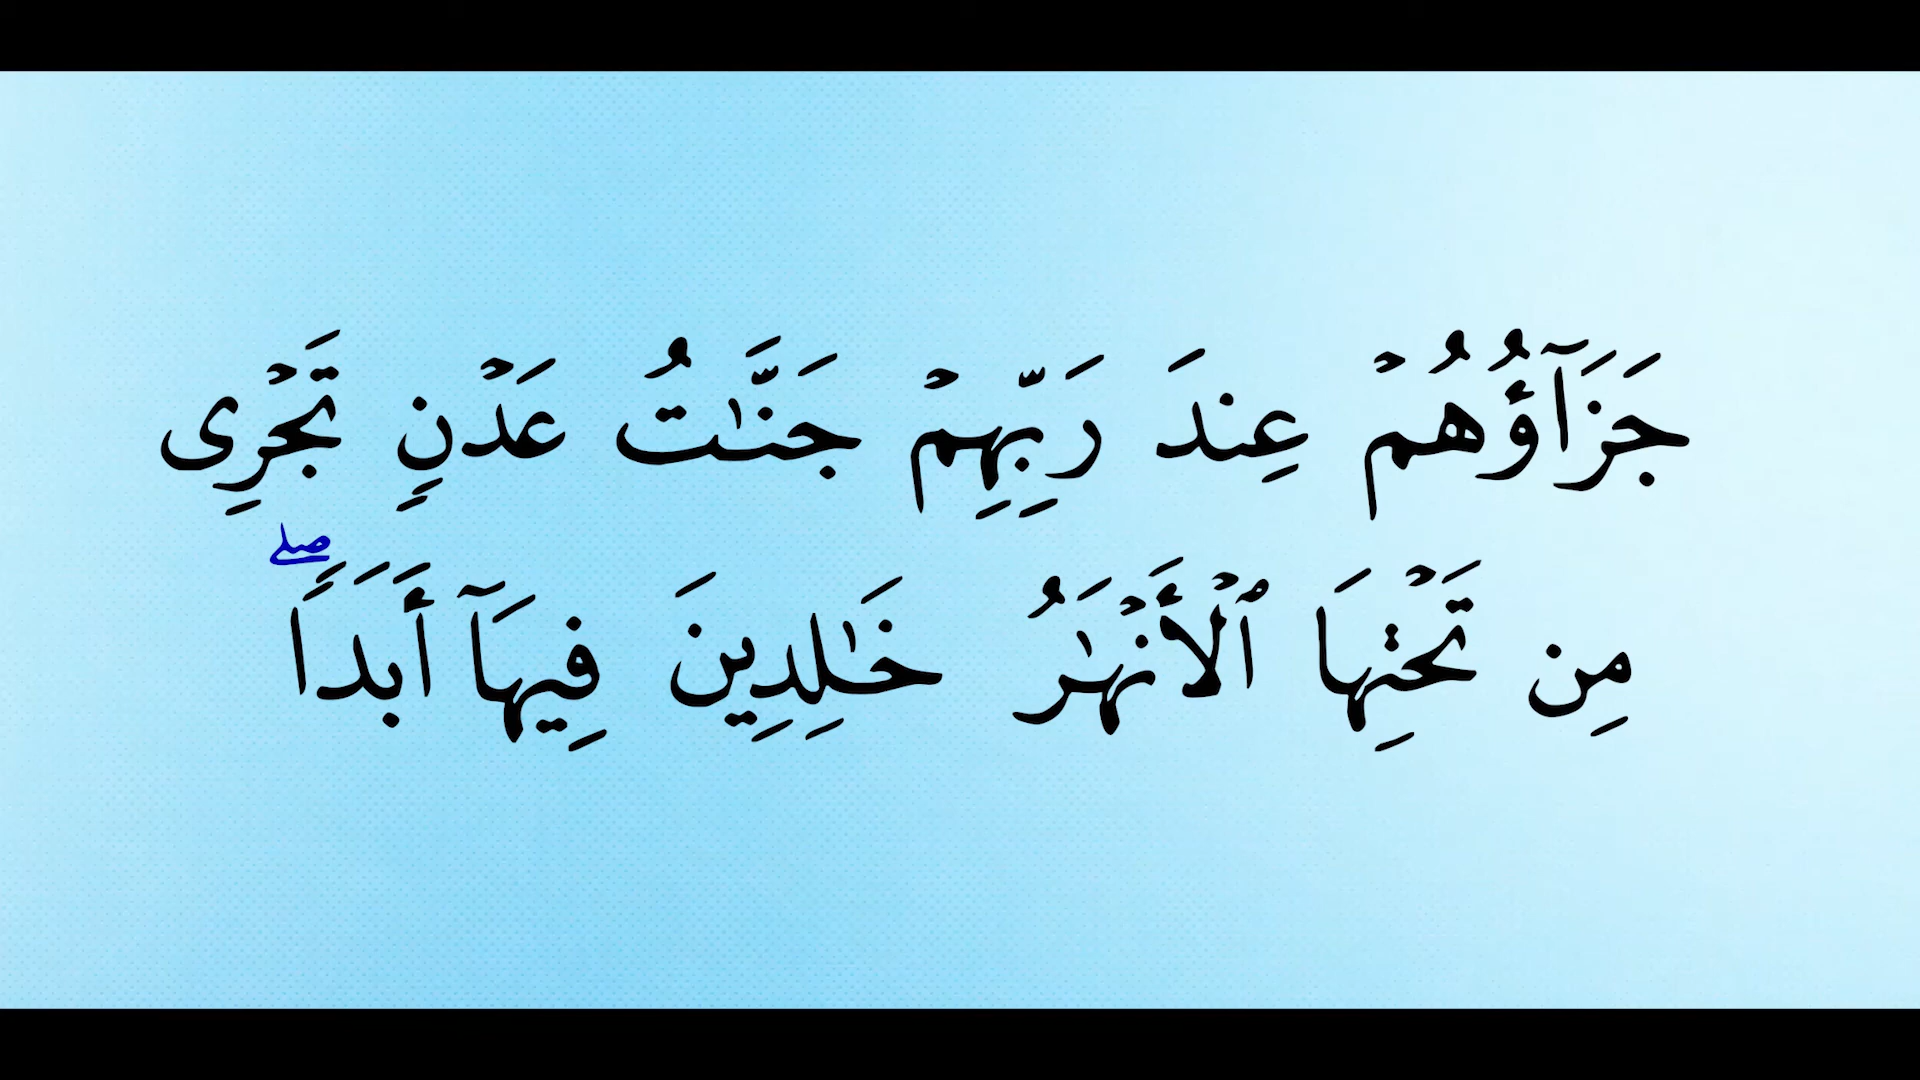 جَزَآؤُهُمۡ عِندَ رَبِّهِمۡ جَنَّـٰتُ عَدۡنٍ تَجۡرِى
مِن تَحۡتِهَا ٱلۡأَنۡهَـٰرُ خَـٰلِدِينَ فِيهَآ أَبَدًاۖ